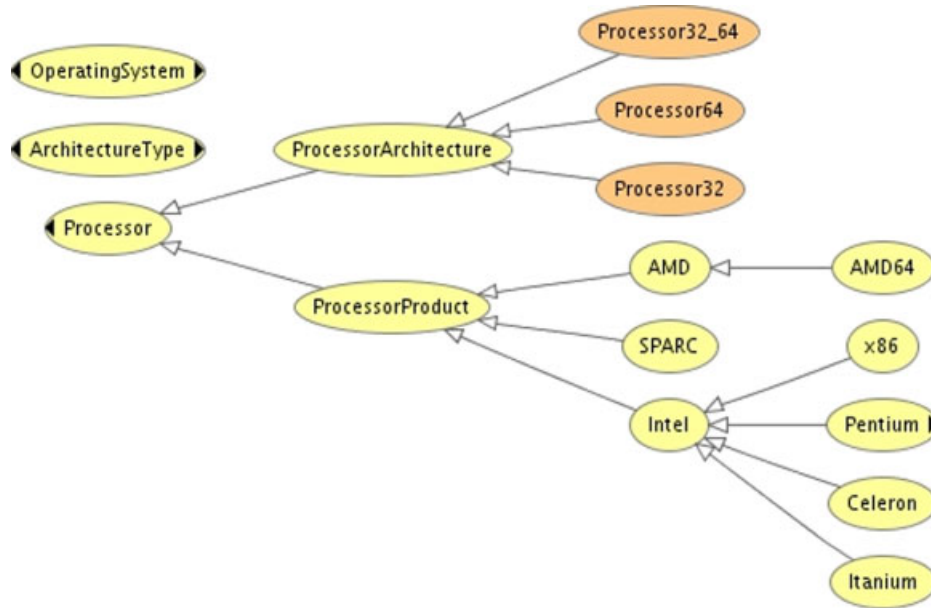 Processor32_64
OperatingSystem
Processor64
ArchitectureType
ProcessorArchitecture
Processor32
Processor
AMD
AMD64
ProcessorProduct
SPARC
x86
Intel
Pentium
Celeron
Itanium